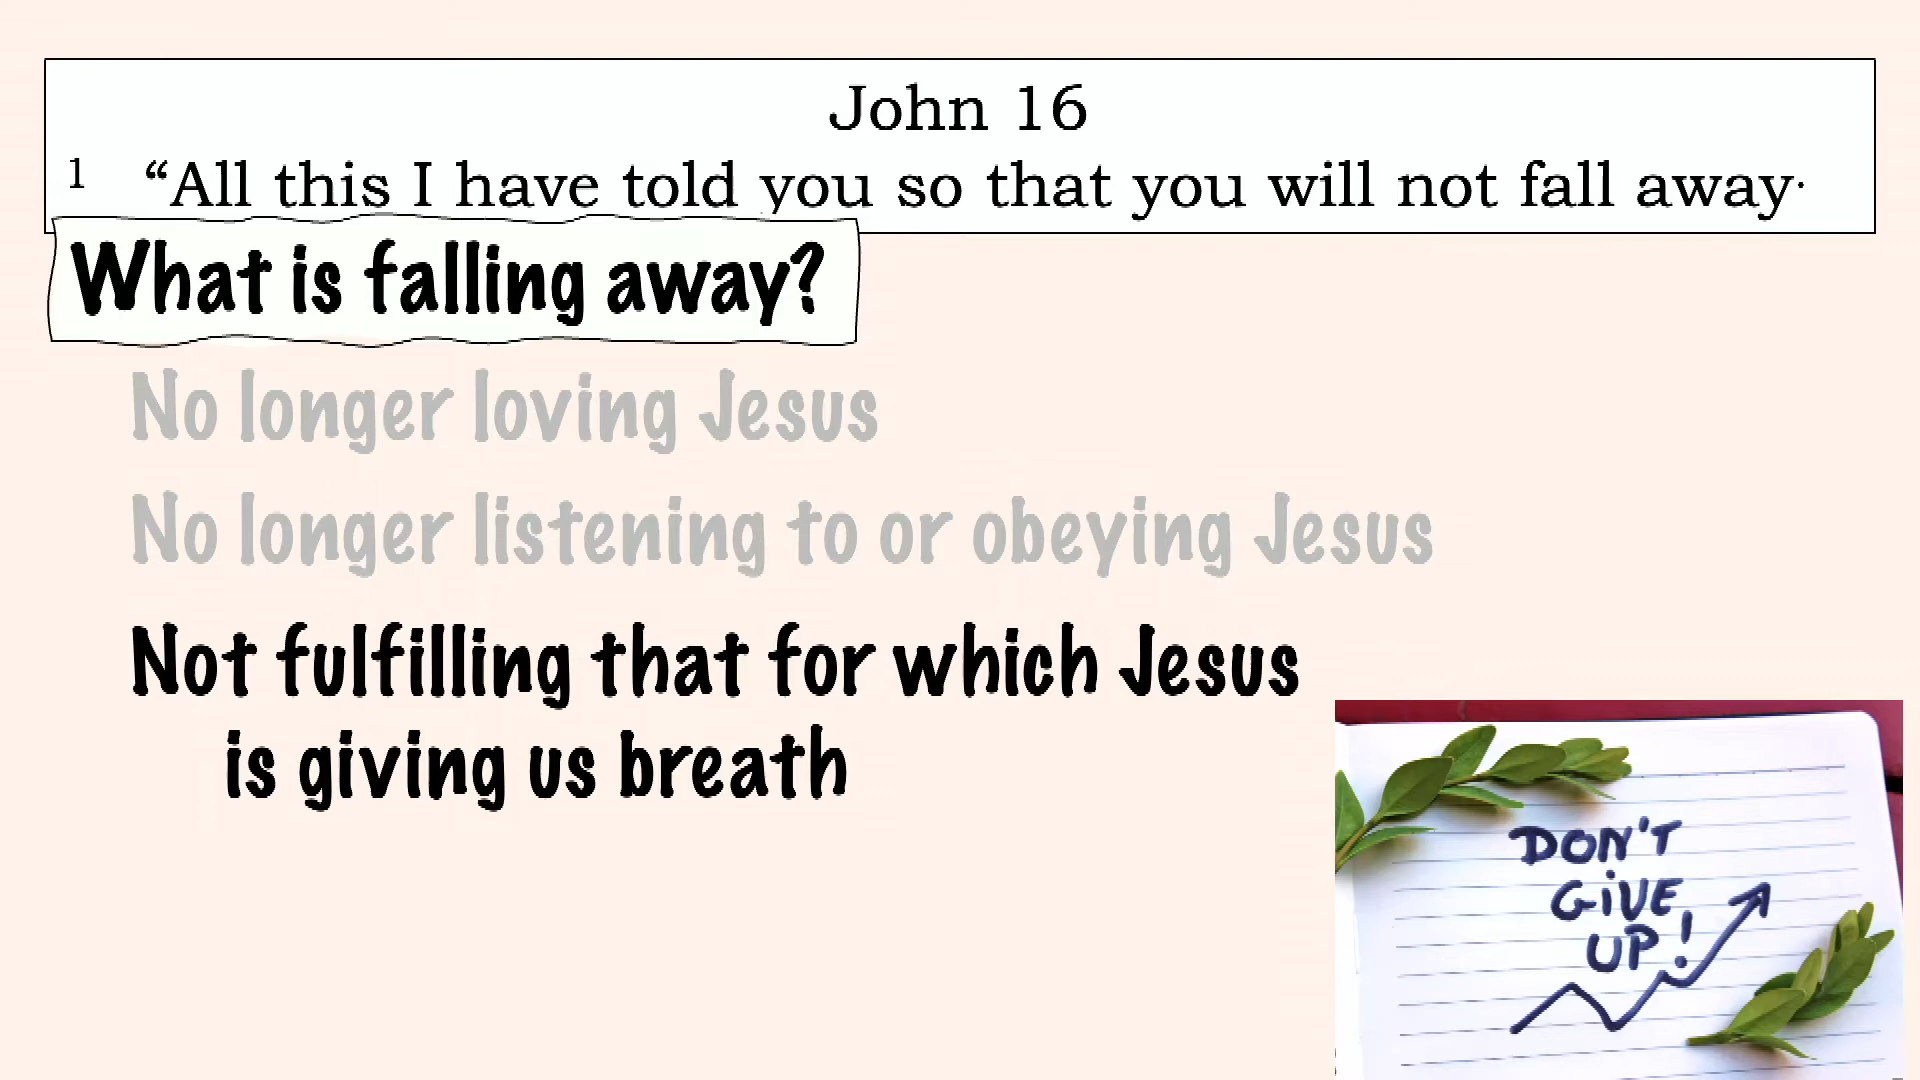 John 16
1 “All this I have told you so that you will not fall away.
What is falling away?
No longer loving Jesus
No longer listening to or obeying Jesus
Not fulfilling that for which Jesus
is giving us breath
DON'T
GiVE
UP!